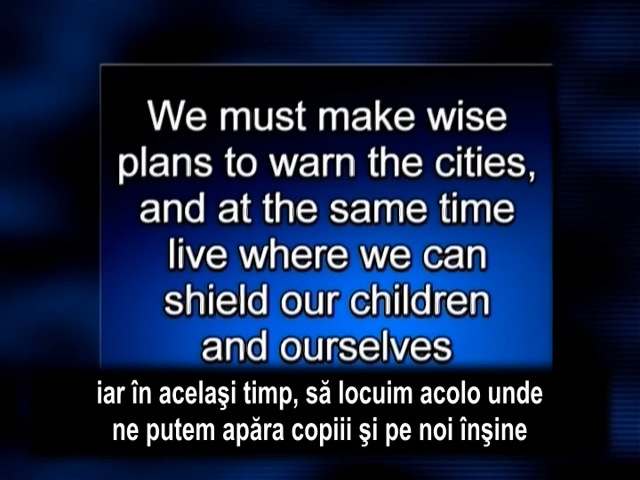 We must make wise
plans to warn the cities,
and at the same time
live where we can
shield our children
and ourselves
iar în acelaşi timp, să locuim acolo unde
ne putem apăra copiii şi pe noi înşine